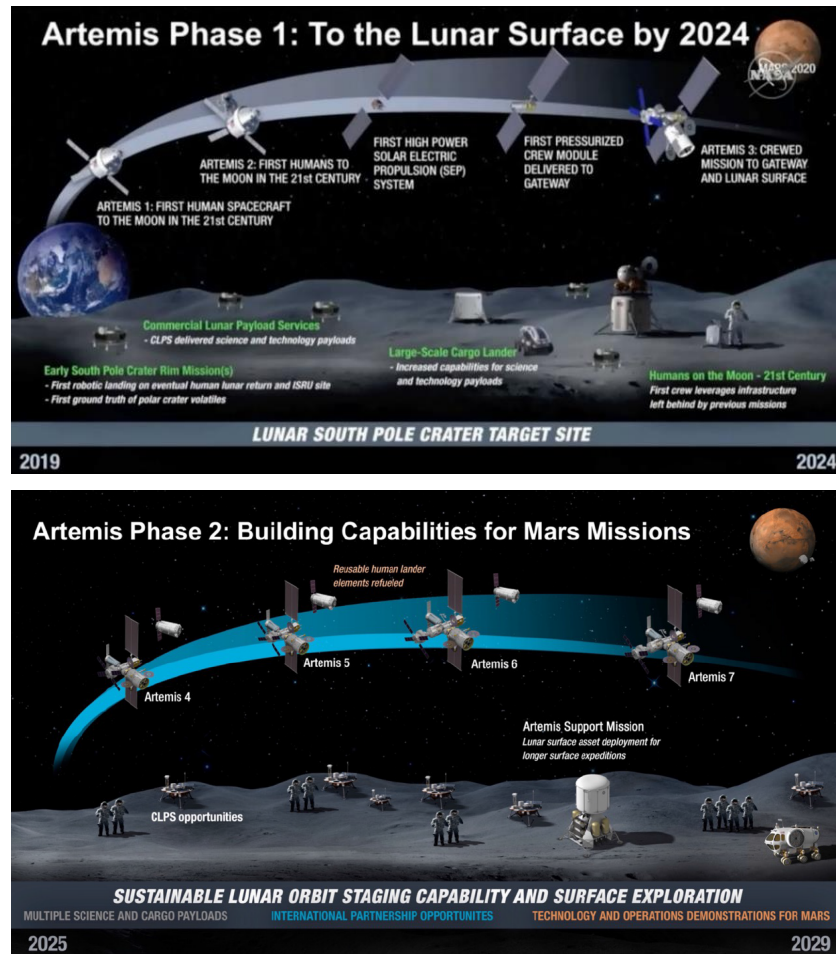 Artemis Phase 1: To the Lunar Surface by 2024
MARS 2020
NASA
ARTEMIS 1: FIRST HUMAN SPACECRAFT
TO THE MOON IN THE 21st CENTURY
ARTEMIS 2: FIRST HUMANS TO
THE MOON IN THE 21st CENTURY
FIRST HIGH POWER
SOLAR ELECTRIC
PROPULSION (SEP)
SYSTEM
FIRST PRESSURIZED
CREW MODULE
DELIVERED TO
GATEWAY
ARTEMIS 3: CREWED
MISSION TO GATEWAY
AND LUNAR SURFACE
Commercial Lunar Payload Services
- CLPS delivered science and technology payloads
Early South Pole Crater Rim Mission(s)
- First robotic landing on eventual human lunar return and ISRU site
- First ground truth of polar crater volatiles
Large-Scale Cargo Lander
- Increased capabilities for science
and technology payloads
Humans on the Moon - 21st Century
First crew leverages infrastructure
left behind by previous missions
LUNAR SOUTH POLE CRATER TARGET SITE
2019
2024
Artemis Phase 2: Building Capabilities for Mars Missions
Reusable human lander
elements refueled
Artemis 4
Artemis 5
Artemis 6
Artemis 7
Artemis Support Mission
Lunar surface asset deployment for
longer surface expeditions
CLPS opportunities
SUSTAINABLE LUNAR ORBIT STAGING CAPABILITY AND SURFACE EXPLORATION
MULTIPLE SCIENCE AND CARGO PAYLOADS
INTERNATIONAL PARTNERSHIP OPPORTUNITES
TECHNOLOGY AND OPERATIONS DEMONSTRATIONS FOR MARS
2025
2029